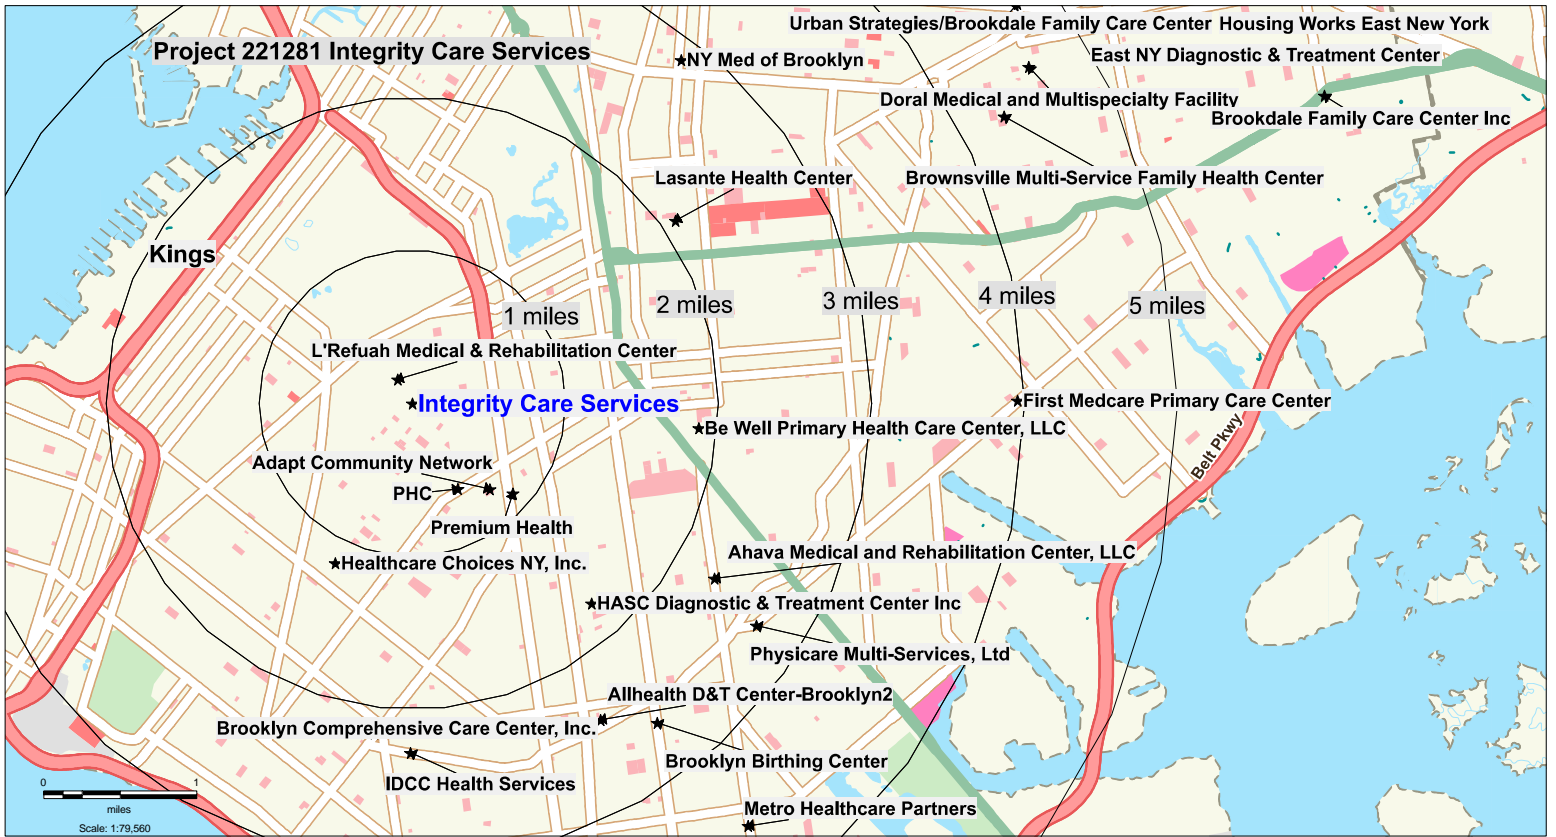 Urban Strategies/Brookdale Family Care Center
Housing Works East New York
Project 221281 Integrity Care Services
NY Med of Brooklyn
East NY Diagnostic & Treatment Center
Doral Medical and Multispecialty Facility
Brookdale Family Care Center Inc
Lasante Health Center
Brownsville Multi-Service Family Health Center
Kings
1 miles
2 miles
3 miles
4 miles
5 miles
L'Refuah Medical & Rehabilitation Center
Integrity Care Services
First Medcare Primary Care Center
Be Well Primary Health Care Center, LLC
Belt Pkwy
Adapt Community Network
PHC
Premium Health
Ahava Medical and Rehabilitation Center, LLC
Healthcare Choices NY, Inc.
HASC Diagnostic & Treatment Center Inc
Physicare Multi-Services, Ltd
Allhealth D&T Center-Brooklyn2
Brooklyn Comprehensive Care Center, Inc.
Brooklyn Birthing Center
IDCC Health Services
Metro Healthcare Partners
0 1
miles
Scale: 1:79,560